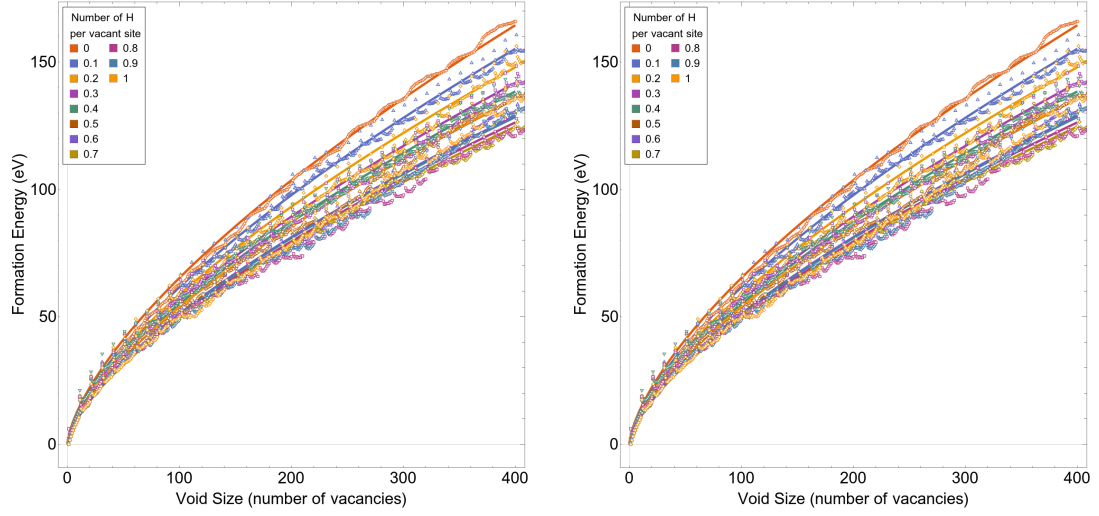 Number of H
per vacant site
0 0.8
0.1 0.9
0.2 1
0.3
0.4
0.5
0.6
0.7
Formation Energy (eV)
150
100
50
0
0 100 200 300 400
Void Size (number of vacancies)
Number of H
per vacant site
0 0.8
0.1 0.9
0.2 1
0.3
0.4
0.5
0.6
0.7
Formation Energy (eV)
150
100
50
0
0 100 200 300 400
Void Size (number of vacancies)